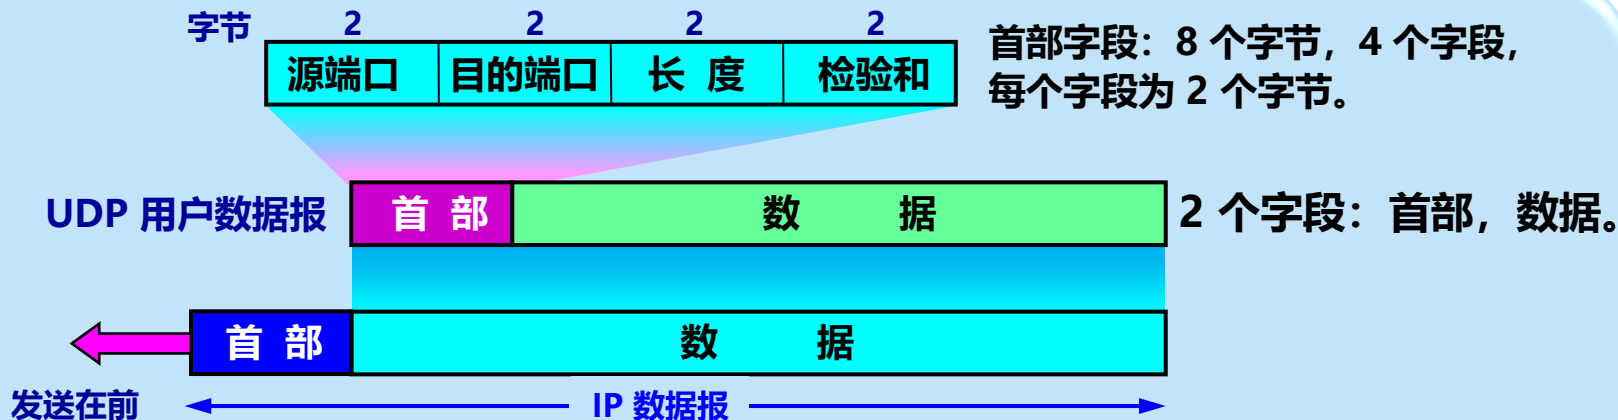 字节 2 2 2 2
源端口 目的端口 长 度 检验和
首部字段：8 个字节，4 个字段，
每个字段为 2 个字节。
UDP 用户数据报 首 部 数 据 2 个字段：首部，数据。
首 部 数 据
发送在前 IP 数据报